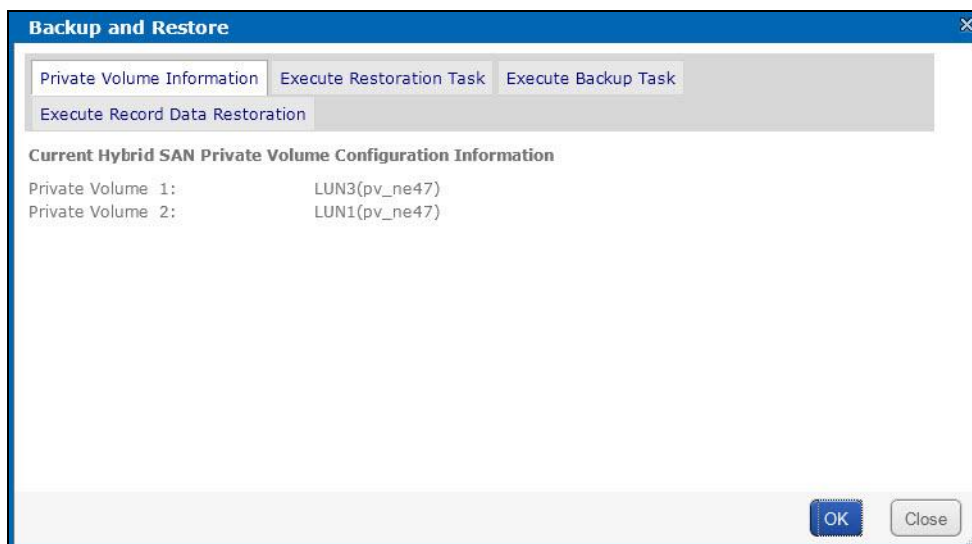 Backup and Restore
Private Volume Information Execute Restoration Task Execute Backup Task
Execute Record Data Restoration
Current Hybrid SAN Private Volume Configuration Information
Private Volume 1: LUN3(pv_ne47)
Private Volume 2: LUN1(pv_ne47)
OK Close